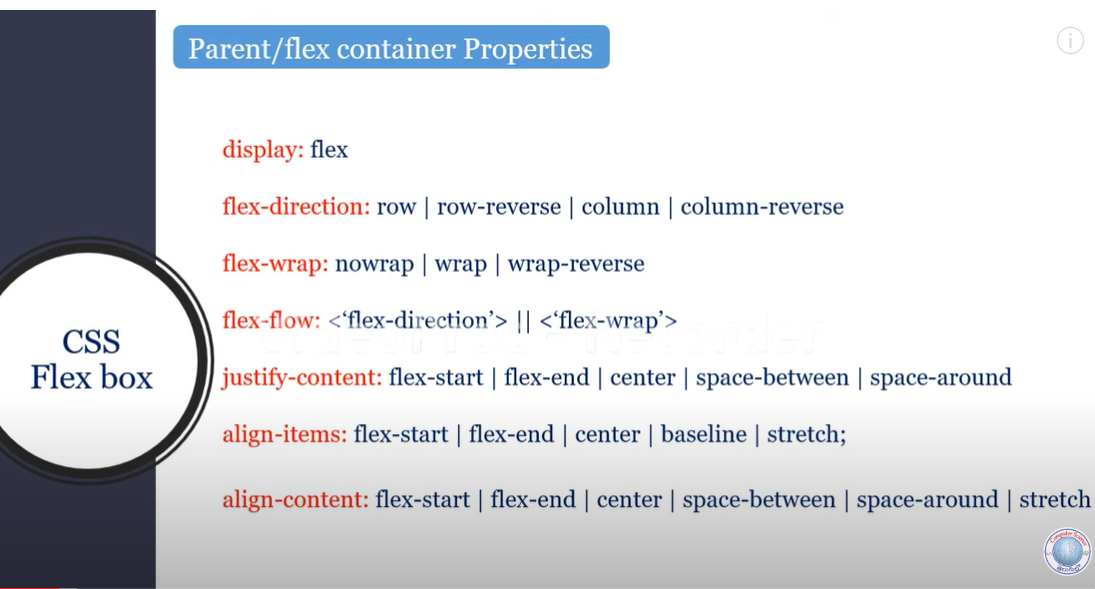 Parent/flex container Properties
display: flex
flex-direction: row | row-reverse | column | column-reverse
flex-wrap: nowrap | wrap | wrap-reverse
flex-flow: <‘flex-direction’> || <‘flex-wrap’>
justify-content: flex-start | flex-end | center | space-between | space-around
align-items: flex-start | flex-end | center | baseline | stretch;
align-content: flex-start | flex-end | center | space-between | space-around | stretch
CSS
Flex box